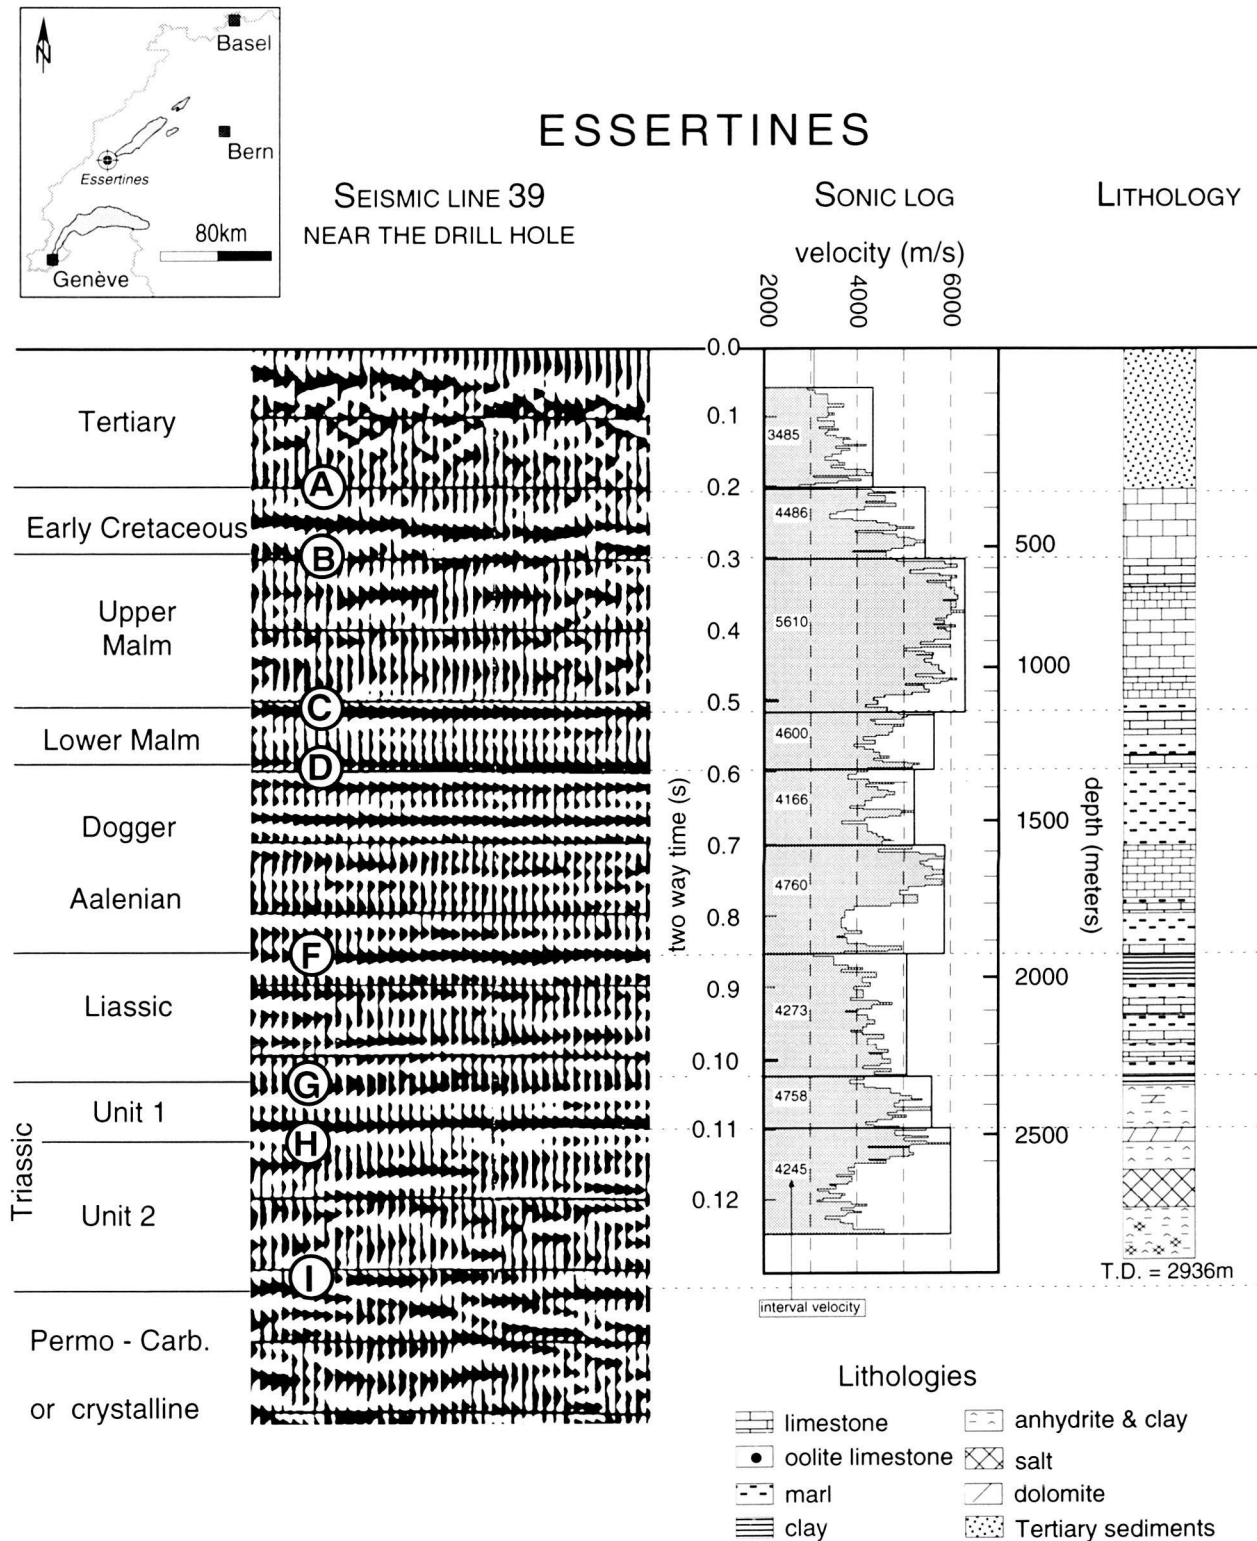 N
Basel
Bern
Essertines
80km
Genève
ESSERTINES
SEISMIC LINE 39
NEAR THE DRILL HOLE
SONIC LOG
LITHOLOGY
velocity (m/s)
2000
4000
6000
Tertiary
Early Cretaceous
Upper
Malm
Lower Malm
Dogger
Aalenian
Liassic
Triassic
Unit 1
Unit 2
Permo - Carb.
or crystalline
A
B
C
D
F
G
H
I
two way time (s)
0.0
0.1
0.2
0.3
0.4
0.5
0.6
0.7
0.8
0.9
0.10
0.11
0.12
3485
4486
5610
4600
4166
4760
4273
4758
4245
interval velocity
500
1000
1500
2000
2500
depth (meters)
T.D. = 2936m
Lithologies
limestone
oolite limestone
marl
clay
anhydrite & clay
salt
dolomite
Tertiary sediments